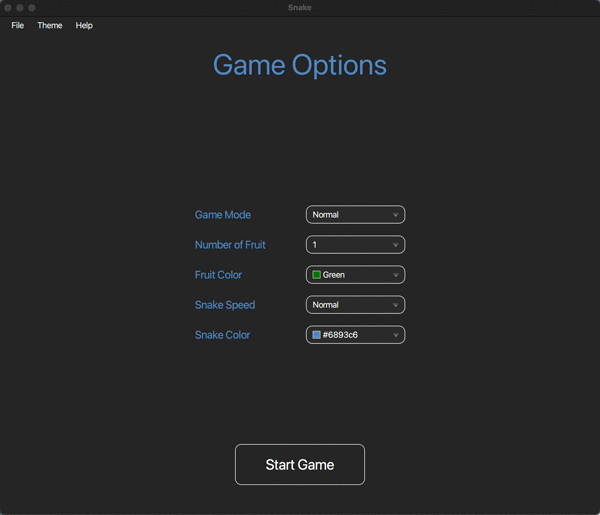 Snake
File Theme Help
Game Options
Game Mode Normal
Number of Fruit 1
Fruit Color Green
Snake Speed Normal
Snake Color #6893c6
Start Game